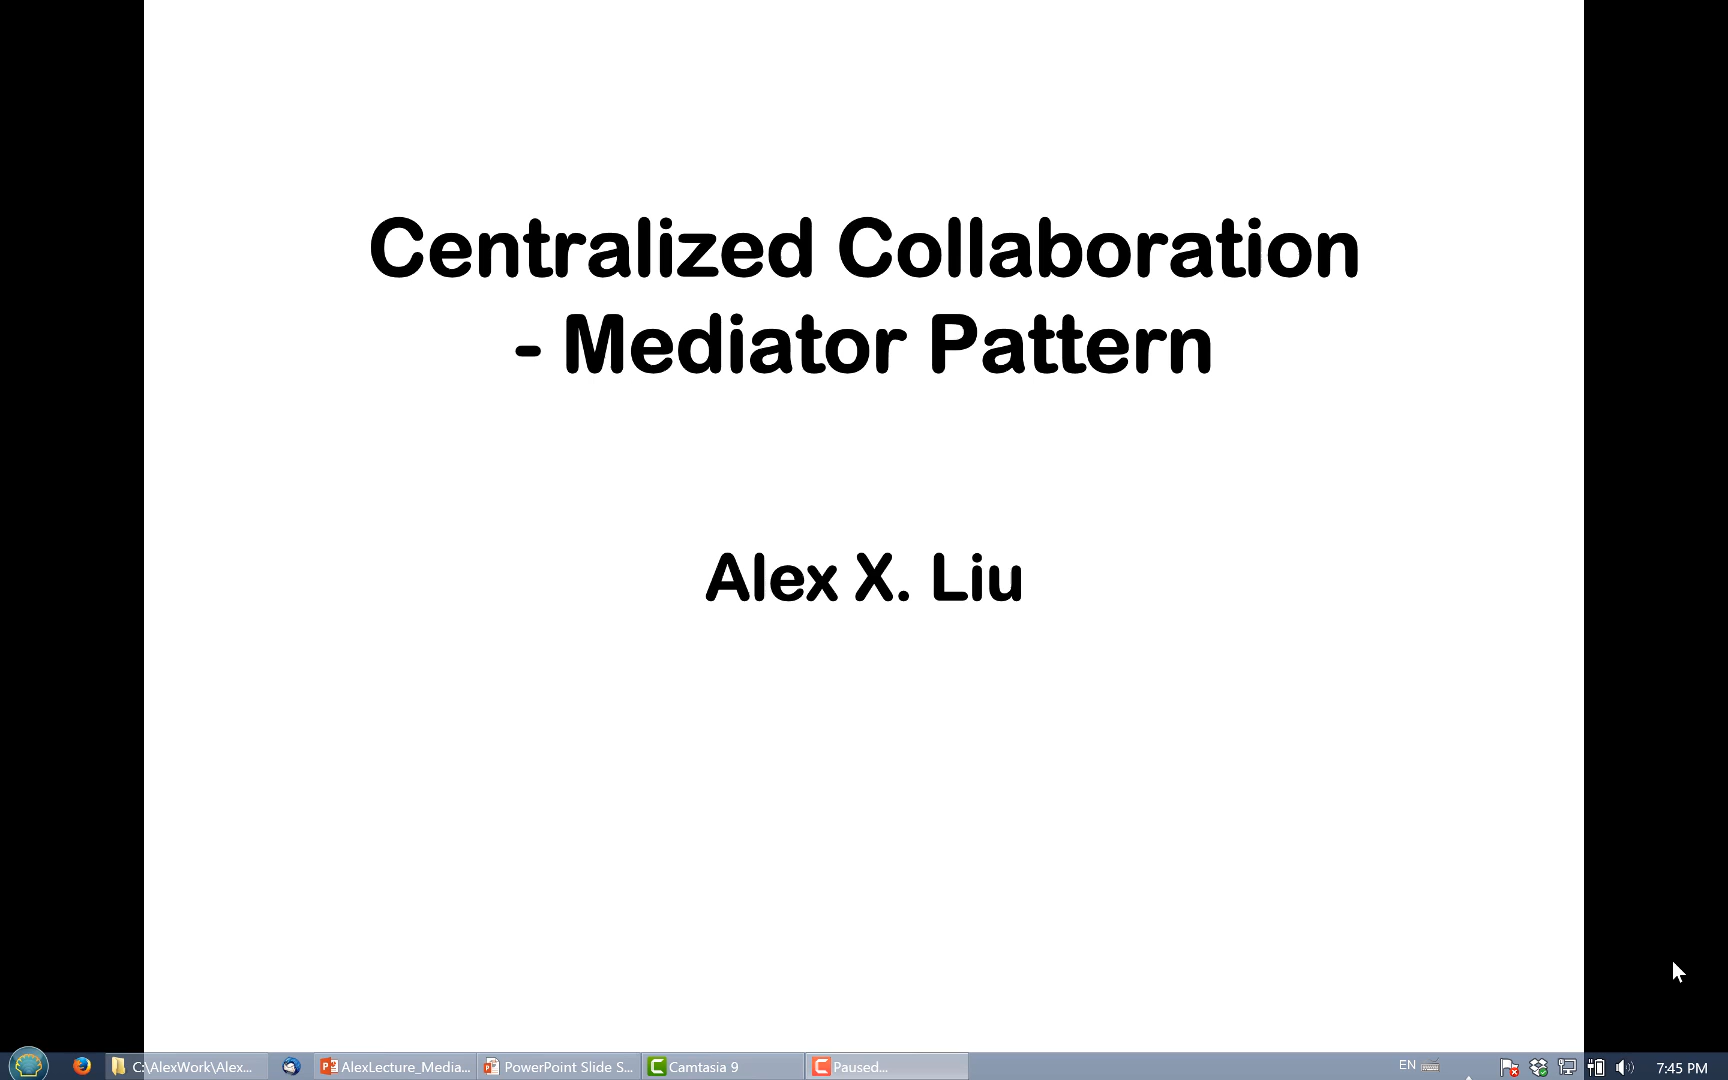 Centralized Collaboration
- Mediator Pattern
Alex X. Liu
C:\AlexWork\Alex...
AlexLecture_Media...
PowerPoint Slide S...
Camtasia 9
Paused...
EN
7:45 PM